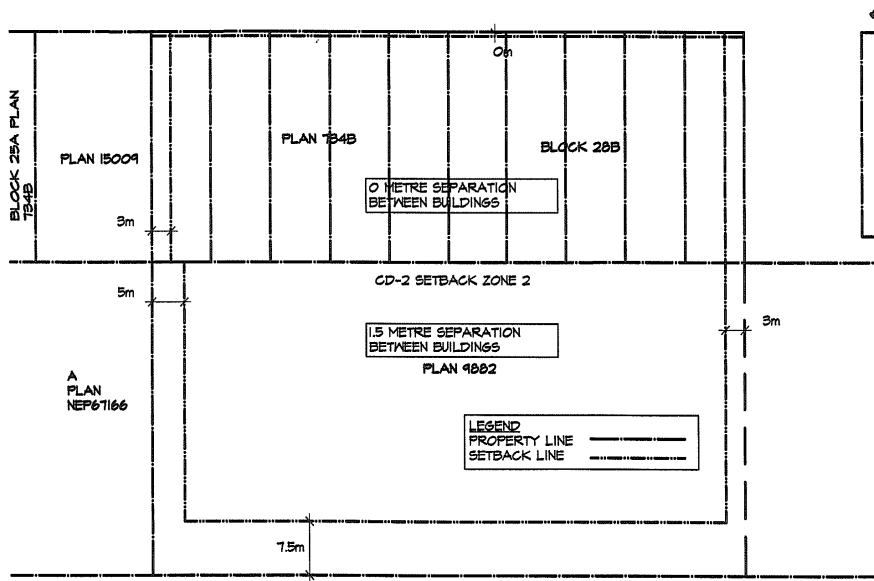 0m
BLOCK 25A PLAN
734B
PLAN 15009
PLAN 734B
BLOCK 28B
0 METRE SEPARATION
BETWEEN BUILDINGS
3m
CD-2 SETBACK ZONE 2
5m
1.5 METRE SEPARATION
BETWEEN BUILDINGS
3m
PLAN 9882
A
PLAN
NEP67166
LEGEND
PROPERTY LINE
SETBACK LINE
7.5m